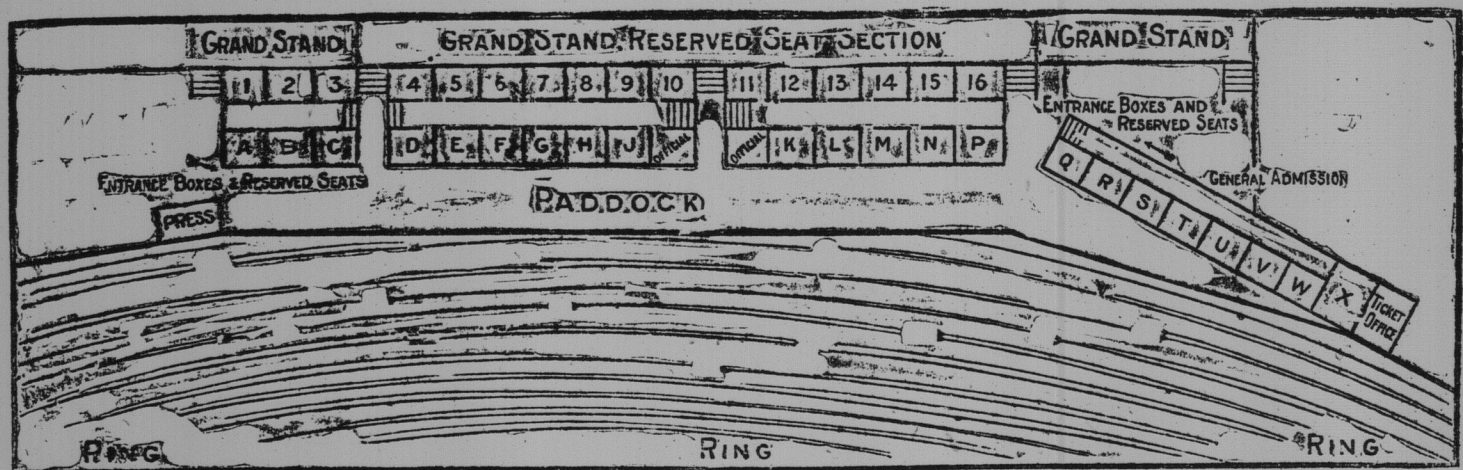 GRAND STAND
GRAND STAND RESERVED SEAT SECTION
GRAND STAND
1 2 3 4 5 6 7 8 9 10 11 12 13 14 15 16
ENTRANCE BOXES AND
RESERVED SEATS
A B C D E F G H J OFFICIAL OFFICIAL K L M N P
Q R S T U V W X TICKET OFFICE
GENERAL ADMISSION
ENTRANCE BOXES & RESERVED SEATS
PADDOCK
PRESS
RING RING RING